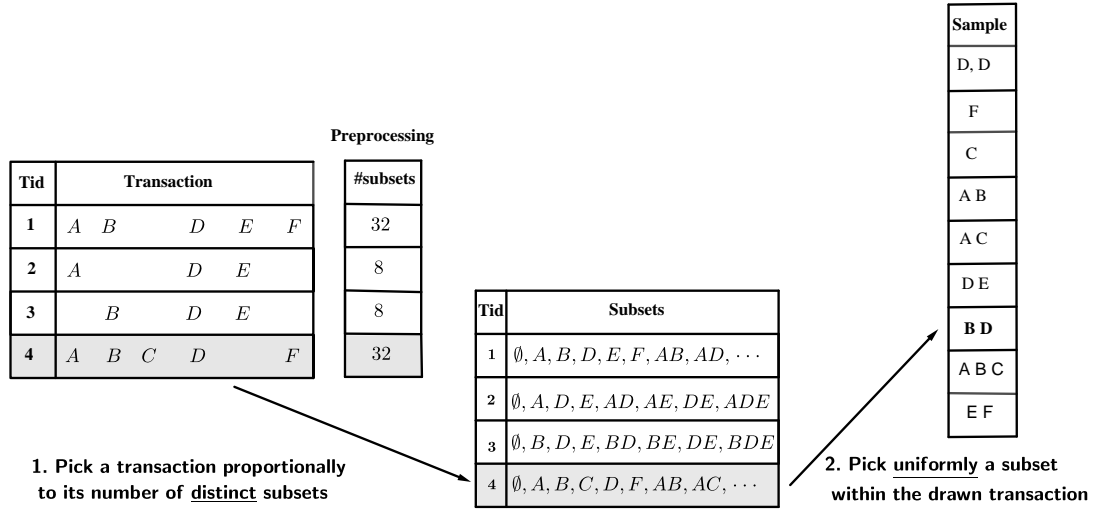 Preprocessing
Tid Transaction #subsets
1 A B D E F 32
2 A D E 8
3 B D E 8
4 A B C D F 32
1. Pick a transaction proportionally
to its number of distinct subsets
Tid Subsets
1 ∅, A, B, D, E, F, AB, AD, · · ·
2 ∅, A, D, E, AD, AE, DE, ADE
3 ∅, B, D, E, BD, BE, DE, BDE
4 ∅, A, B, C, D, F, AB, AC, · · ·
Sample
D, D
F
C
A B
A C
D E
B D
A B C
E F
2. Pick uniformly a subset
within the drawn transaction